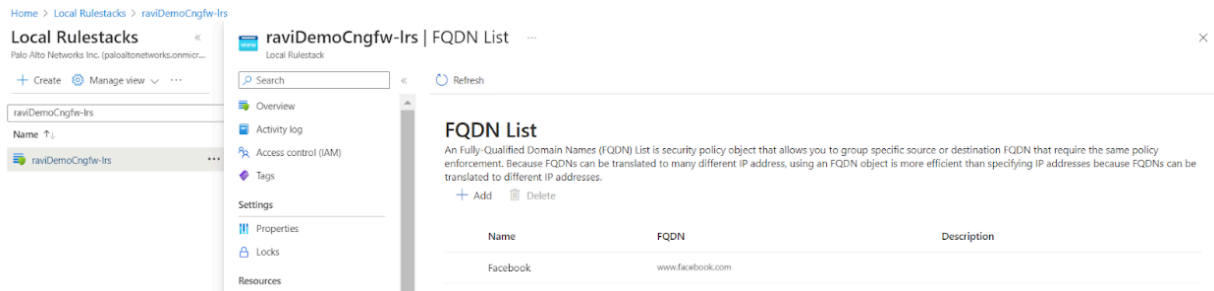 Home > Local Rulestacks > raviDemoCngfw-lrs
Local Rulestacks «
Palo Alto Networks Inc. (paloaltonetworks.onmicr...
+ Create Manage view ...
raviDemoCngfw-lrs
Name ↑↓
raviDemoCngfw-lrs ...
raviDemoCngfw-lrs | FQDN List ...
Local Rulestack
Search «
Overview
Activity log
Access control (IAM)
Tags
Settings
Properties
Locks
Resources
Refresh
FQDN List
An Fully-Qualified Domain Names (FQDN) List is security policy object that allows you to group specific source or destination FQDN that require the same policy
enforcement. Because FQDNs can be translated to many different IP address, using an FQDN object is more efficient than specifying IP addresses because FQDNs can be
translated to different IP addresses.
+ Add Delete
Name FQDN Description
Facebook www.facebook.com